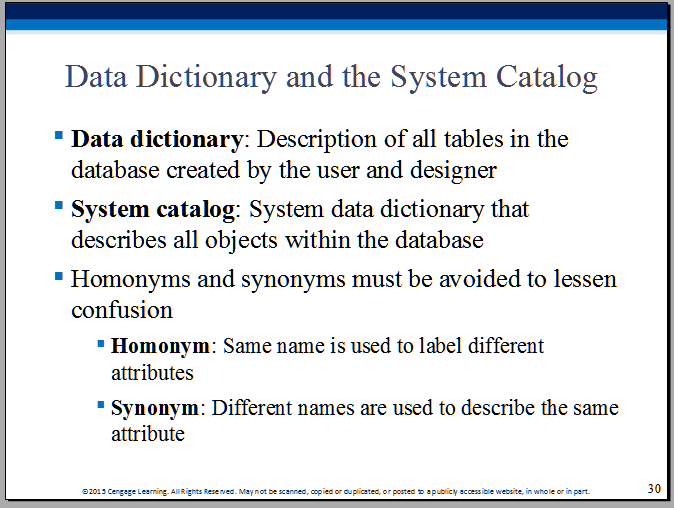 Data Dictionary and the System Catalog
Data dictionary: Description of all tables in the
database created by the user and designer
System catalog: System data dictionary that
describes all objects within the database
Homonyms and synonyms must be avoided to lessen
confusion
Homonym: Same name is used to label different
attributes
Synonym: Different names are used to describe the same
attribute
©2015 Cengage Learning. All Rights Reserved. May not be scanned, copied or duplicated, or posted to a publicly accessible website, in whole or in part.
30